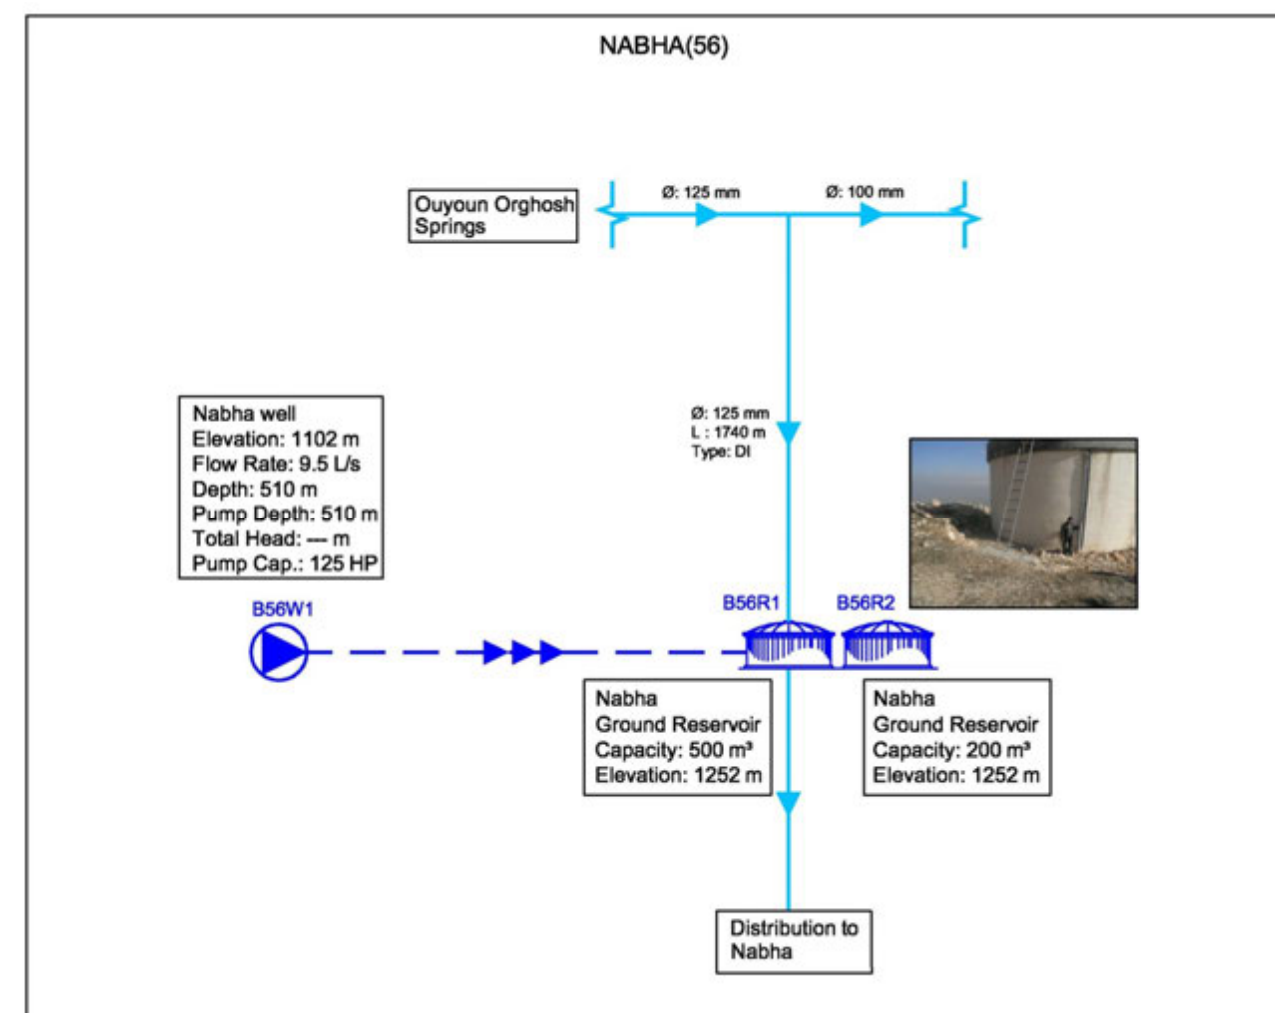 NABHA(56)
Ø: 125 mm
Ø: 100 mm
Ouyoun Orghosh
Springs
Nabha well
Elevation: 1102 m
Flow Rate: 9.5 L/s
Depth: 510 m
Pump Depth: 510 m
Total Head: --- m
Pump Cap.: 125 HP
Ø: 125 mm
L : 1740 m
Type: DI
B56W1
B56R1
B56R2
Nabha
Ground Reservoir
Capacity: 500 m³
Elevation: 1252 m
Nabha
Ground Reservoir
Capacity: 200 m³
Elevation: 1252 m
Distribution to
Nabha